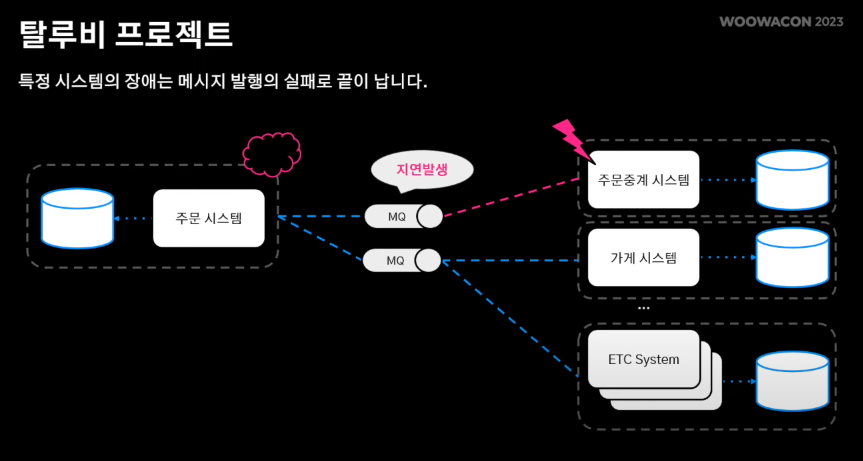 탈루비 프로젝트
WOOWACON 2023
특정 시스템의 장애는 메시지 발행의 실패로 끝이 납니다.
지연발생
주문중계 시스템
주문 시스템
MQ
MQ
가게 시스템
...
ETC System